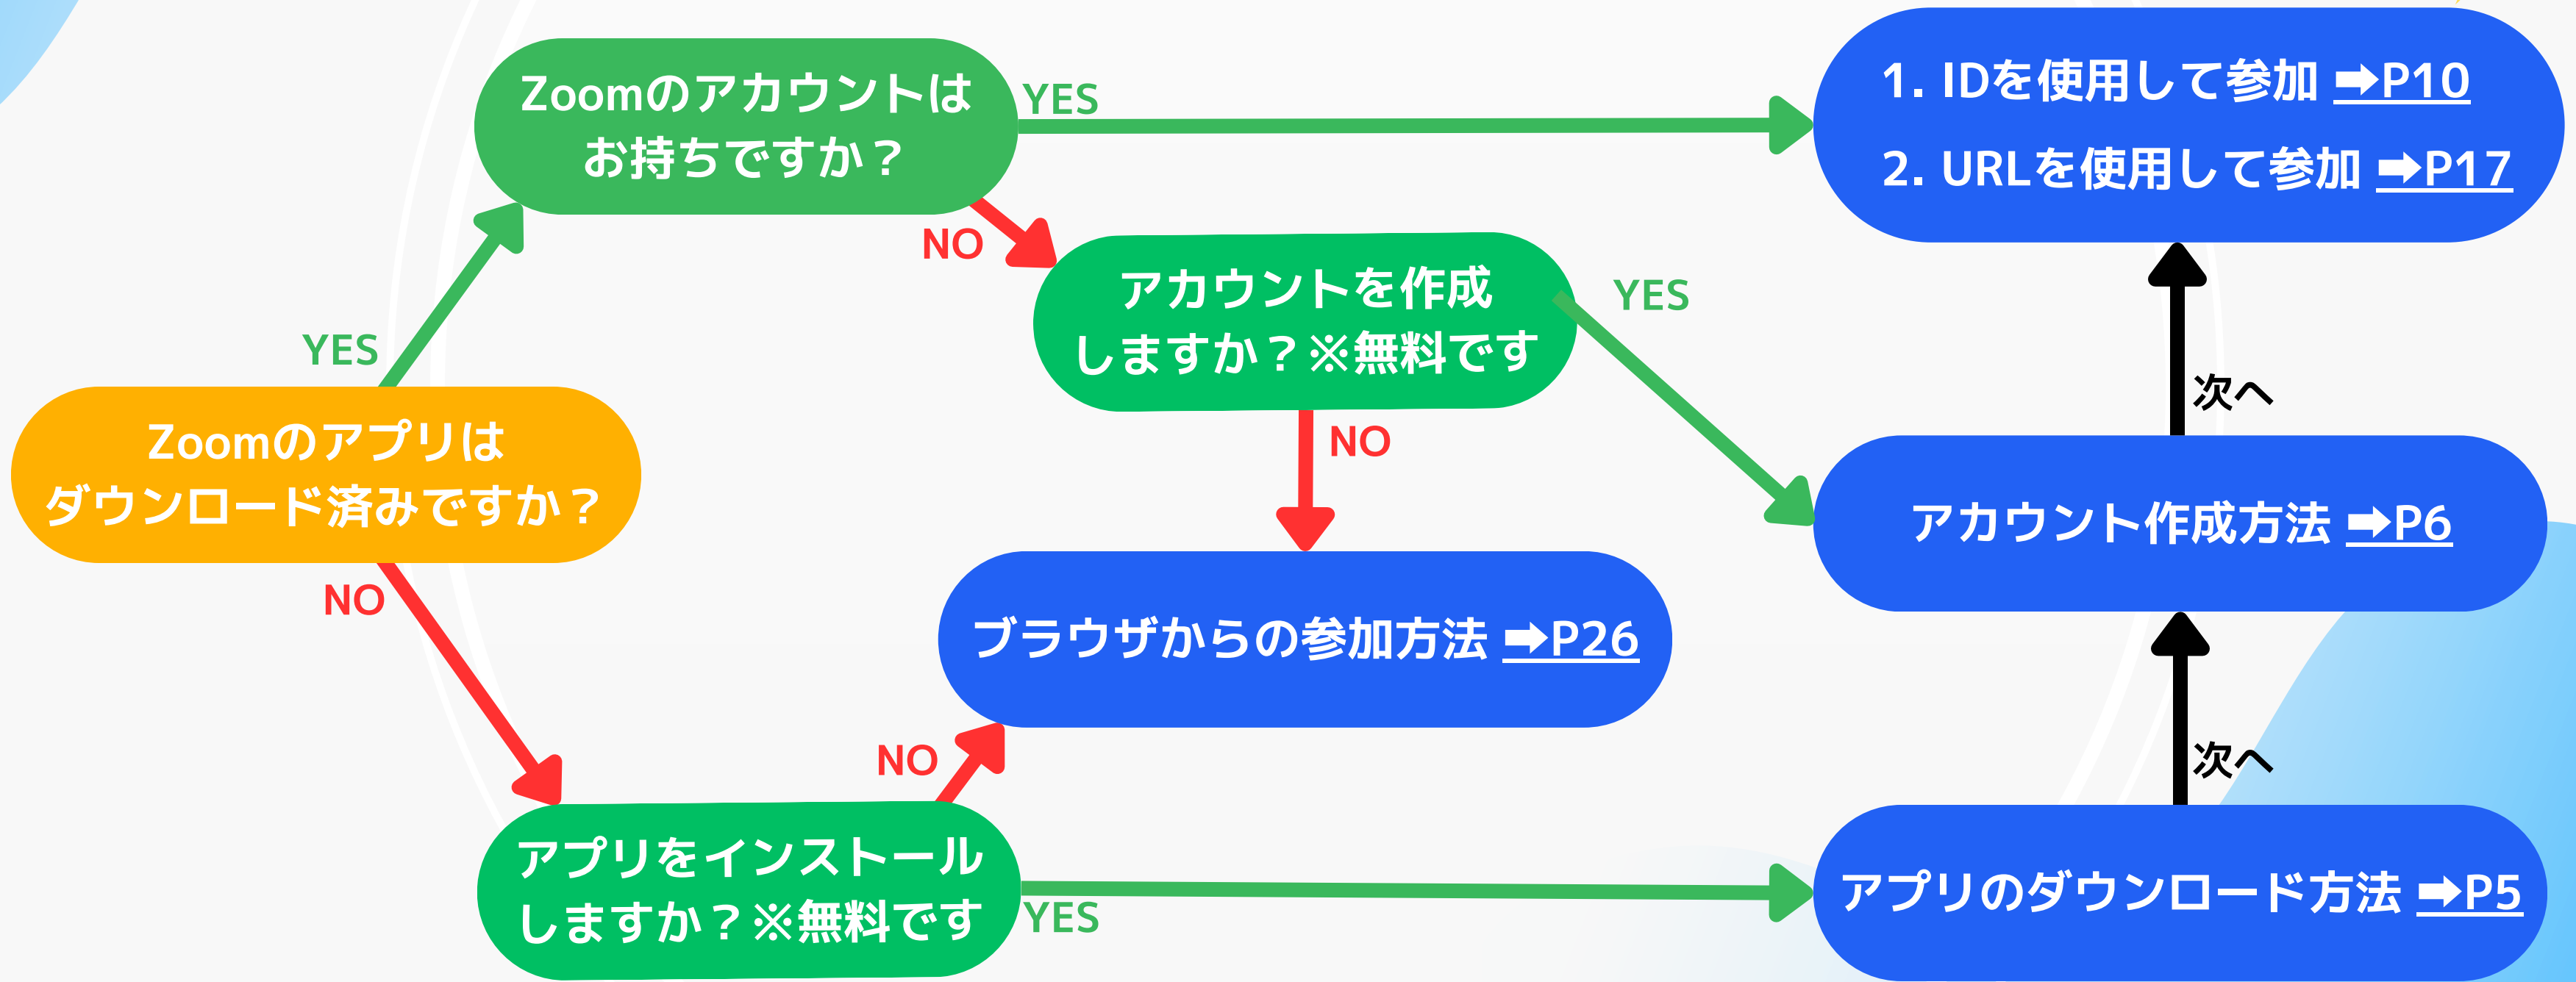 Zoomのアカウントは
お持ちですか？
YES
1. IDを使用して参加 ➡P10
2. URLを使用して参加 ➡P17
NO
アカウントを作成
しますか？※無料です
YES
YES
次へ
Zoomのアプリは
ダウンロード済みですか？
NO
アカウント作成方法 ➡P6
NO
ブラウザからの参加方法 ➡P26
NO
次へ
アプリをインストール
しますか？※無料です
YES
アプリのダウンロード方法 ➡P5